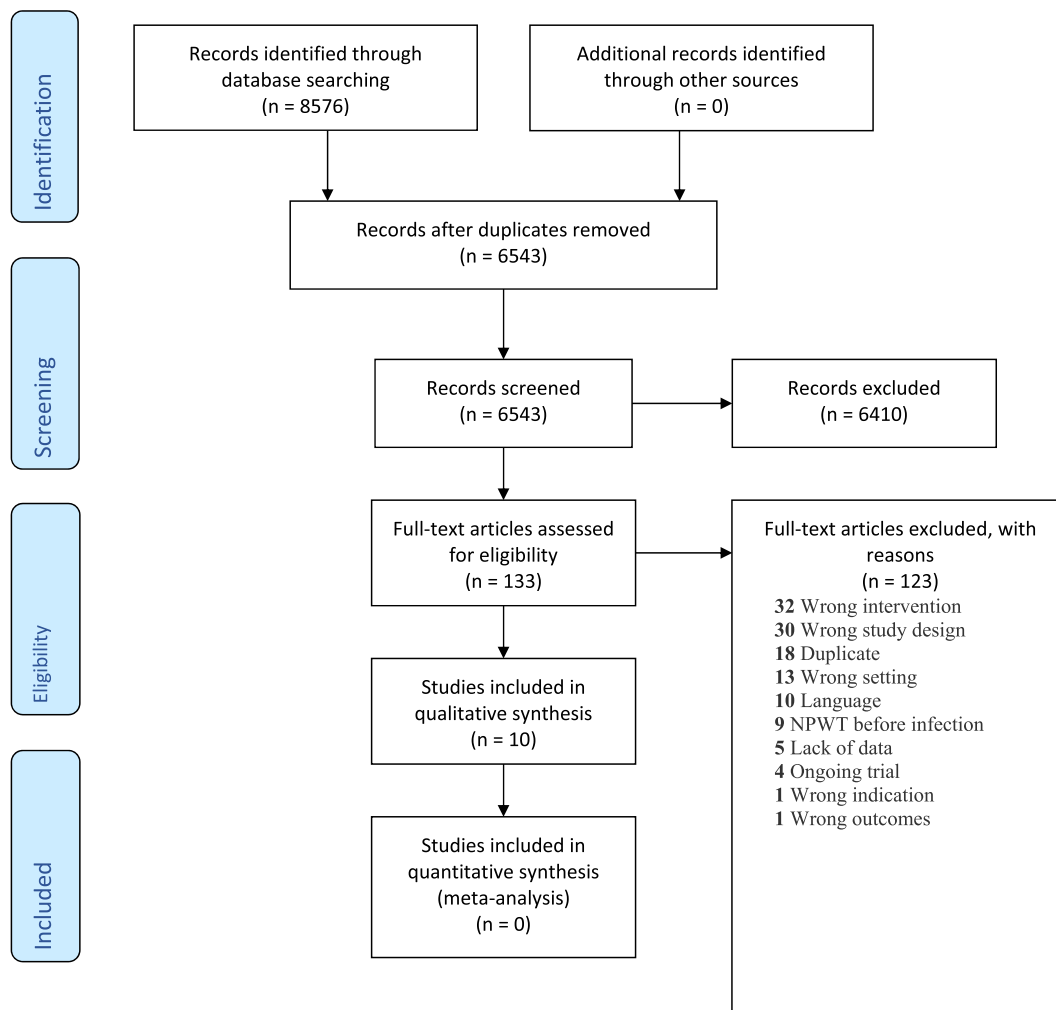 Identification
Records identified through
database searching
(n = 8576)
Additional records identified
through other sources
(n = 0)
Records after duplicates removed
(n = 6543)
Screening
Records screened
(n = 6543)
Records excluded
(n = 6410)
Eligibility
Full-text articles assessed
for eligibility
(n = 133)
Full-text articles excluded, with
reasons
(n = 123)
32 Wrong intervention
30 Wrong study design
18 Duplicate
13 Wrong setting
10 Language
9 NPWT before infection
5 Lack of data
4 Ongoing trial
1 Wrong indication
1 Wrong outcomes
Studies included in
qualitative synthesis
(n = 10)
Included
Studies included in
quantitative synthesis
(meta-analysis)
(n = 0)